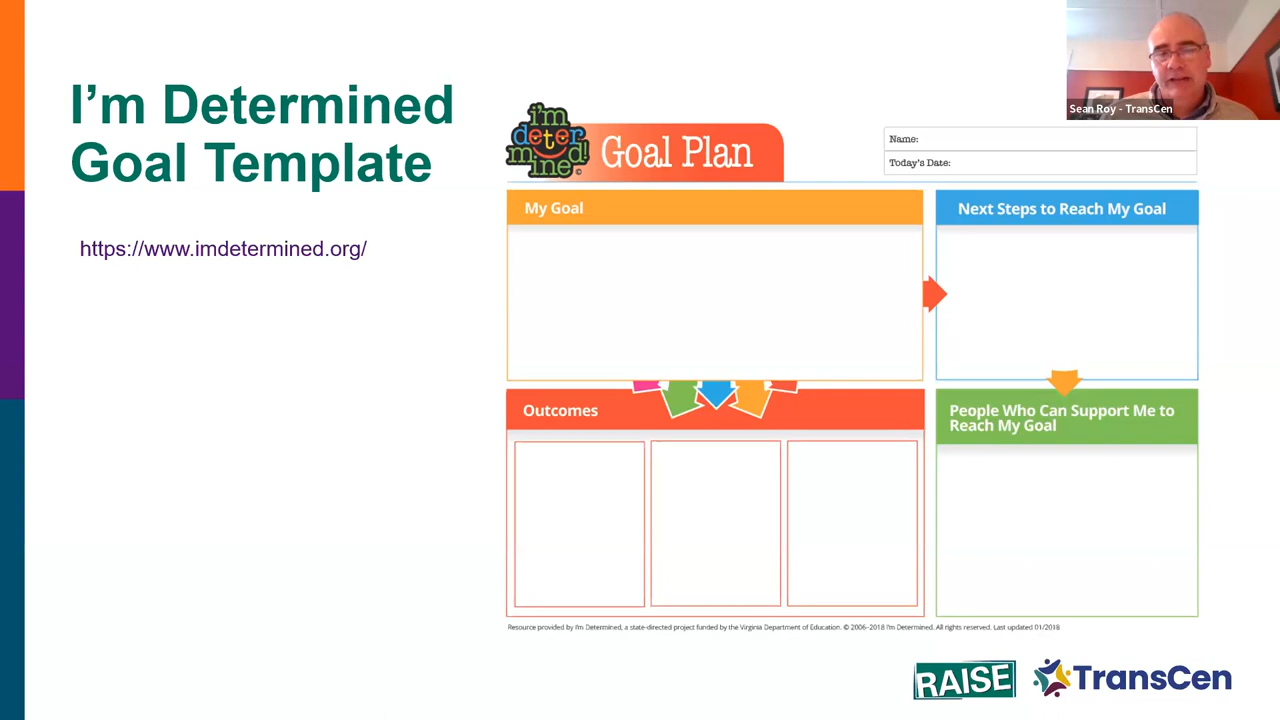 Sean Roy - TransCen
I'm Determined
Goal Template
https://www.imdetermined.org/
i'm
deter
mined!
©
Goal Plan
Name:
Today's Date:
My Goal
Next Steps to Reach My Goal
Outcomes
People Who Can Support Me to
Reach My Goal
Resource provided by I'm Determined, a state-directed project funded by the Virginia Department of Education. © 2006–2018 I'm Determined. All rights reserved. Last updated 01/2018
RAISE
TransCen